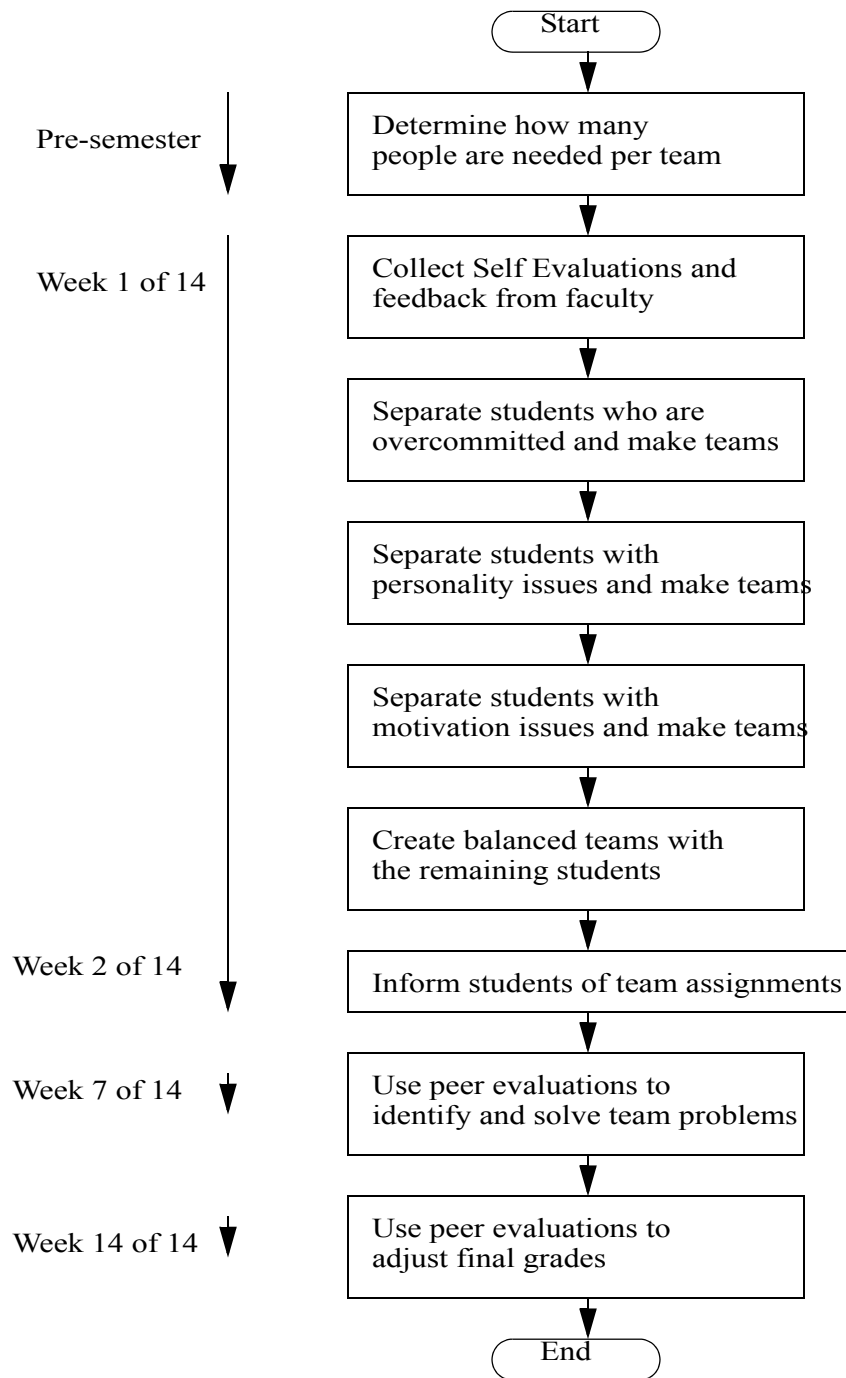 Start
Pre-semester
Determine how many
people are needed per team
Week 1 of 14
Collect Self Evaluations and
feedback from faculty
Separate students who are
overcommitted and make teams
Separate students with
personality issues and make teams
Separate students with
motivation issues and make teams
Create balanced teams with
the remaining students
Week 2 of 14
Inform students of team assignments
Week 7 of 14
Use peer evaluations to
identify and solve team problems
Week 14 of 14
Use peer evaluations to
adjust final grades
End